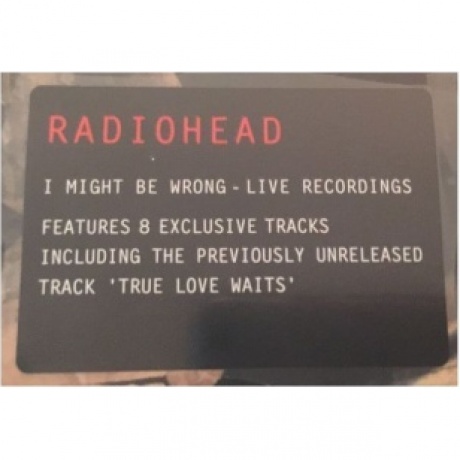 RADIOHEAD
I MIGHT BE WRONG - LIVE RECORDINGS
FEATURES 8 EXCLUSIVE TRACKS
INCLUDING THE PREVIOUSLY UNRELEASED
TRACK 'TRUE LOVE WAITS'